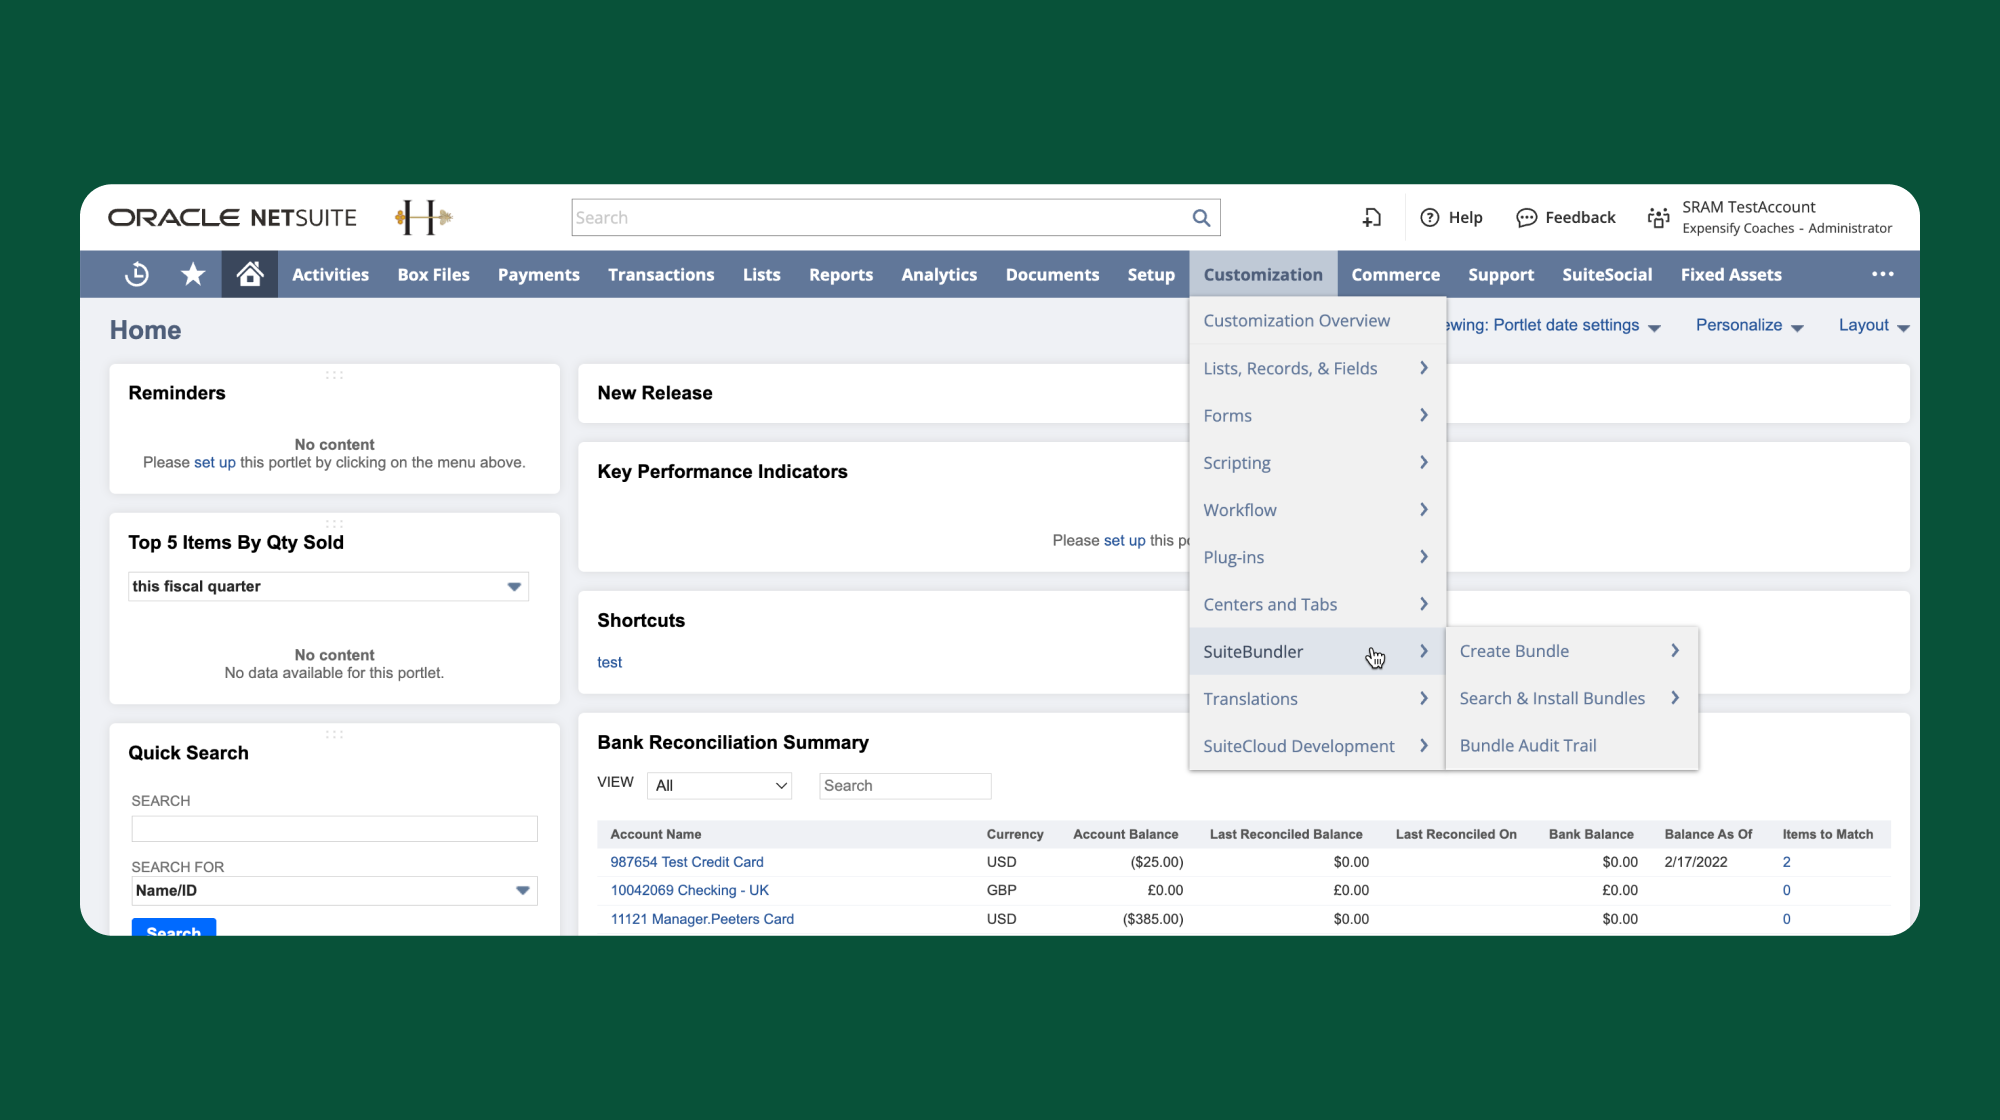 ORACLE NETSUITE
H
Search
Help
Feedback
SRAM TestAccount
Expensify Coaches - Administrator
Activities
Box Files
Payments
Transactions
Lists
Reports
Analytics
Documents
Setup
Customization
Commerce
Support
SuiteSocial
Fixed Assets
Home
ewing: Portlet date settings
Personalize
Layout
Reminders
No content
Please set up this portlet by clicking on the menu above.
Top 5 Items By Qty Sold
this fiscal quarter
No content
No data available for this portlet.
Quick Search
SEARCH
SEARCH FOR
Name/ID
Search
New Release
Key Performance Indicators
Please set up this po
Shortcuts
test
Customization Overview
Lists, Records, & Fields
Forms
Scripting
Workflow
Plug-ins
Centers and Tabs
SuiteBundler
Translations
SuiteCloud Development
Create Bundle
Search & Install Bundles
Bundle Audit Trail
Bank Reconciliation Summary
VIEW All Search
Account Name Currency Account Balance Last Reconciled Balance Last Reconciled On Bank Balance Balance As Of Items to Match
987654 Test Credit Card USD ($25.00) $0.00 $0.00 2/17/2022 2
10042069 Checking - UK GBP £0.00 £0.00 £0.00 0
11121 Manager.Peeters Card USD ($385.00) $0.00 $0.00 0